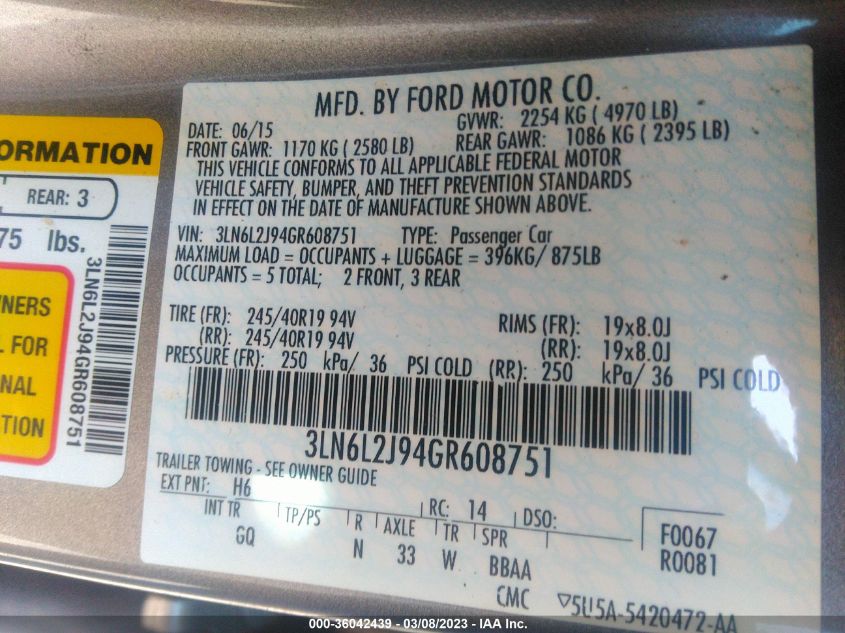 ORMATION
REAR: 3
75 lbs.
NERS
FOR
NAL
TION
3LN6L2J94GR608751
MFD. BY FORD MOTOR CO.
DATE: 06/15 GVWR: 2254 KG ( 4970 LB)
FRONT GAWR: 1170 KG ( 2580 LB) REAR GAWR: 1086 KG ( 2395 LB)
THIS VEHICLE CONFORMS TO ALL APPLICABLE FEDERAL MOTOR
VEHICLE SAFETY, BUMPER, AND THEFT PREVENTION STANDARDS
IN EFFECT ON THE DATE OF MANUFACTURE SHOWN ABOVE.
VIN: 3LN6L2J94GR608751 TYPE: Passenger Car
MAXIMUM LOAD = OCCUPANTS + LUGGAGE = 396KG/ 875LB
OCCUPANTS = 5 TOTAL; 2 FRONT, 3 REAR
TIRE (FR): 245/40R19 94V RIMS (FR): 19x8.0J
(RR): 245/40R19 94V (RR): 19x8.0J
PRESSURE (FR): 250 kPa/ 36 PSI COLD (RR): 250 kPa/ 36 PSI COLD
3LN6L2J94GR608751
TRAILER TOWING - SEE OWNER GUIDE
EXT PNT: H6 RC: 14 DSO:
INT TR TP/PS R AXLE TR SPR F0067
GQ N 33 W BBAA R0081
CMC ▽5U5A-5420472-AA
000-36042439 - 03/08/2023 - IAA Inc.